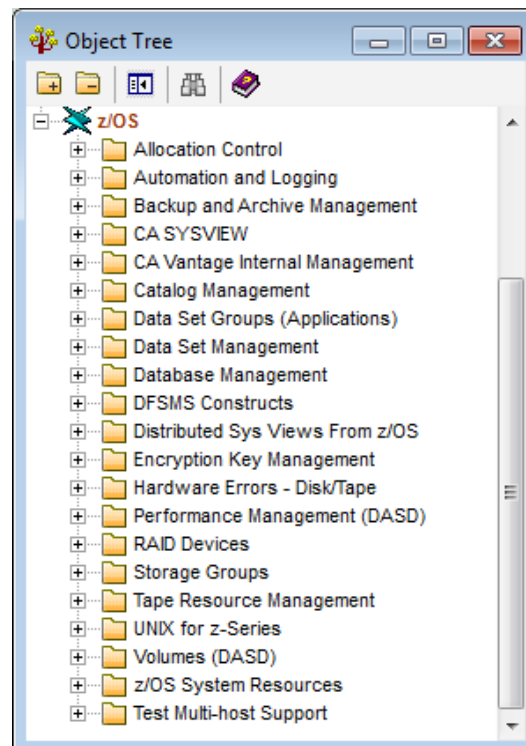 Object Tree
z/OS
Allocation Control
Automation and Logging
Backup and Archive Management
CA SYSVIEW
CA Vantage Internal Management
Catalog Management
Data Set Groups (Applications)
Data Set Management
Database Management
DFSMS Constructs
Distributed Sys Views From z/OS
Encryption Key Management
Hardware Errors - Disk/Tape
Performance Management (DASD)
RAID Devices
Storage Groups
Tape Resource Management
UNIX for z-Series
Volumes (DASD)
z/OS System Resources
Test Multi-host Support